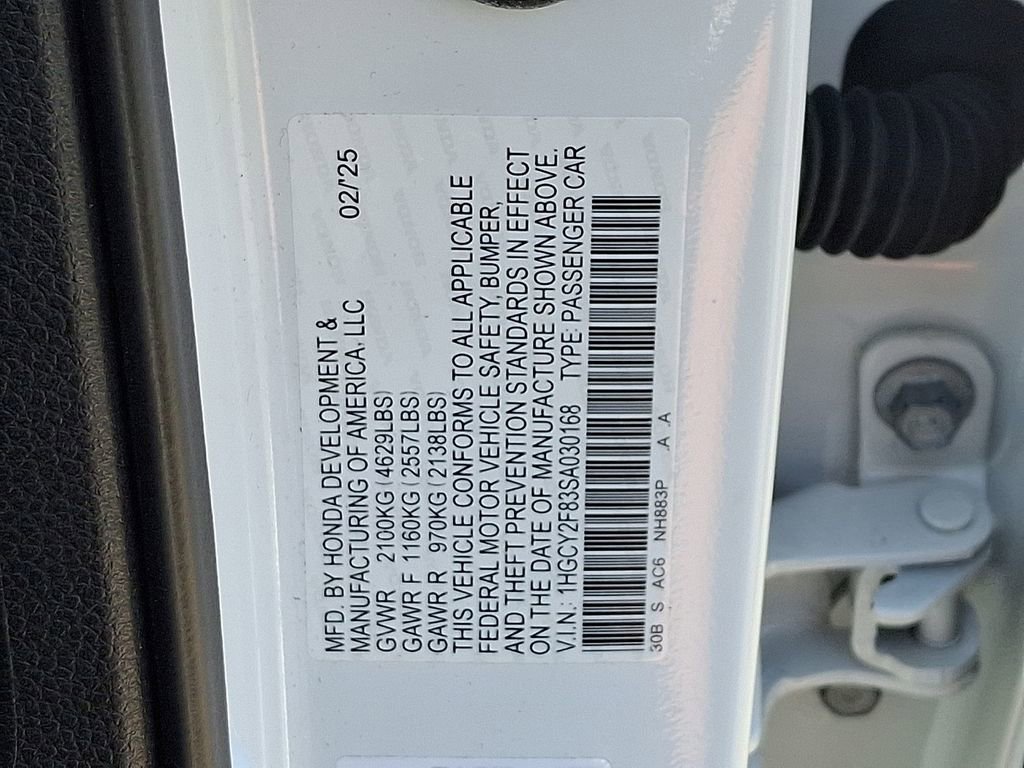 MFD. BY HONDA DEVELOPMENT &
MANUFACTURING OF AMERICA, LLC 02/'25
GVWR 2100KG (4629LBS)
GAWR F 1160KG (2557LBS)
GAWR R 970KG (2138LBS)
THIS VEHICLE CONFORMS TO ALL APPLICABLE
FEDERAL MOTOR VEHICLE SAFETY, BUMPER,
AND THEFT PREVENTION STANDARDS IN EFFECT
ON THE DATE OF MANUFACTURE SHOWN ABOVE.
V.I.N.: 1HGCY2F83SA030168 TYPE: PASSENGER CAR
30B S AC6 NH883P .A A